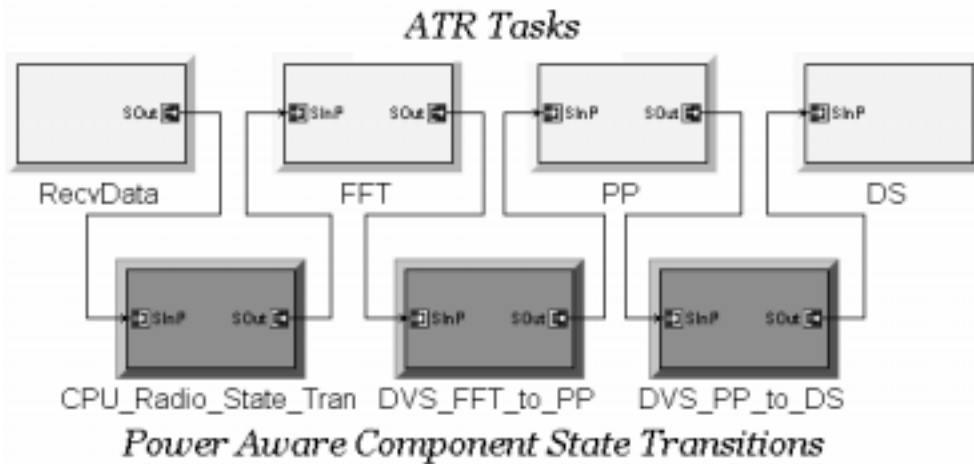 ATR Tasks
SOut SInP SOut SInP SOut SInP
RecvData FFT PP DS
SInP SOut SInP SOut SInP SOut
CPU_Radio_State_Tran DVS_FFT_to_PP DVS_PP_to_DS
Power Aware Component State Transitions